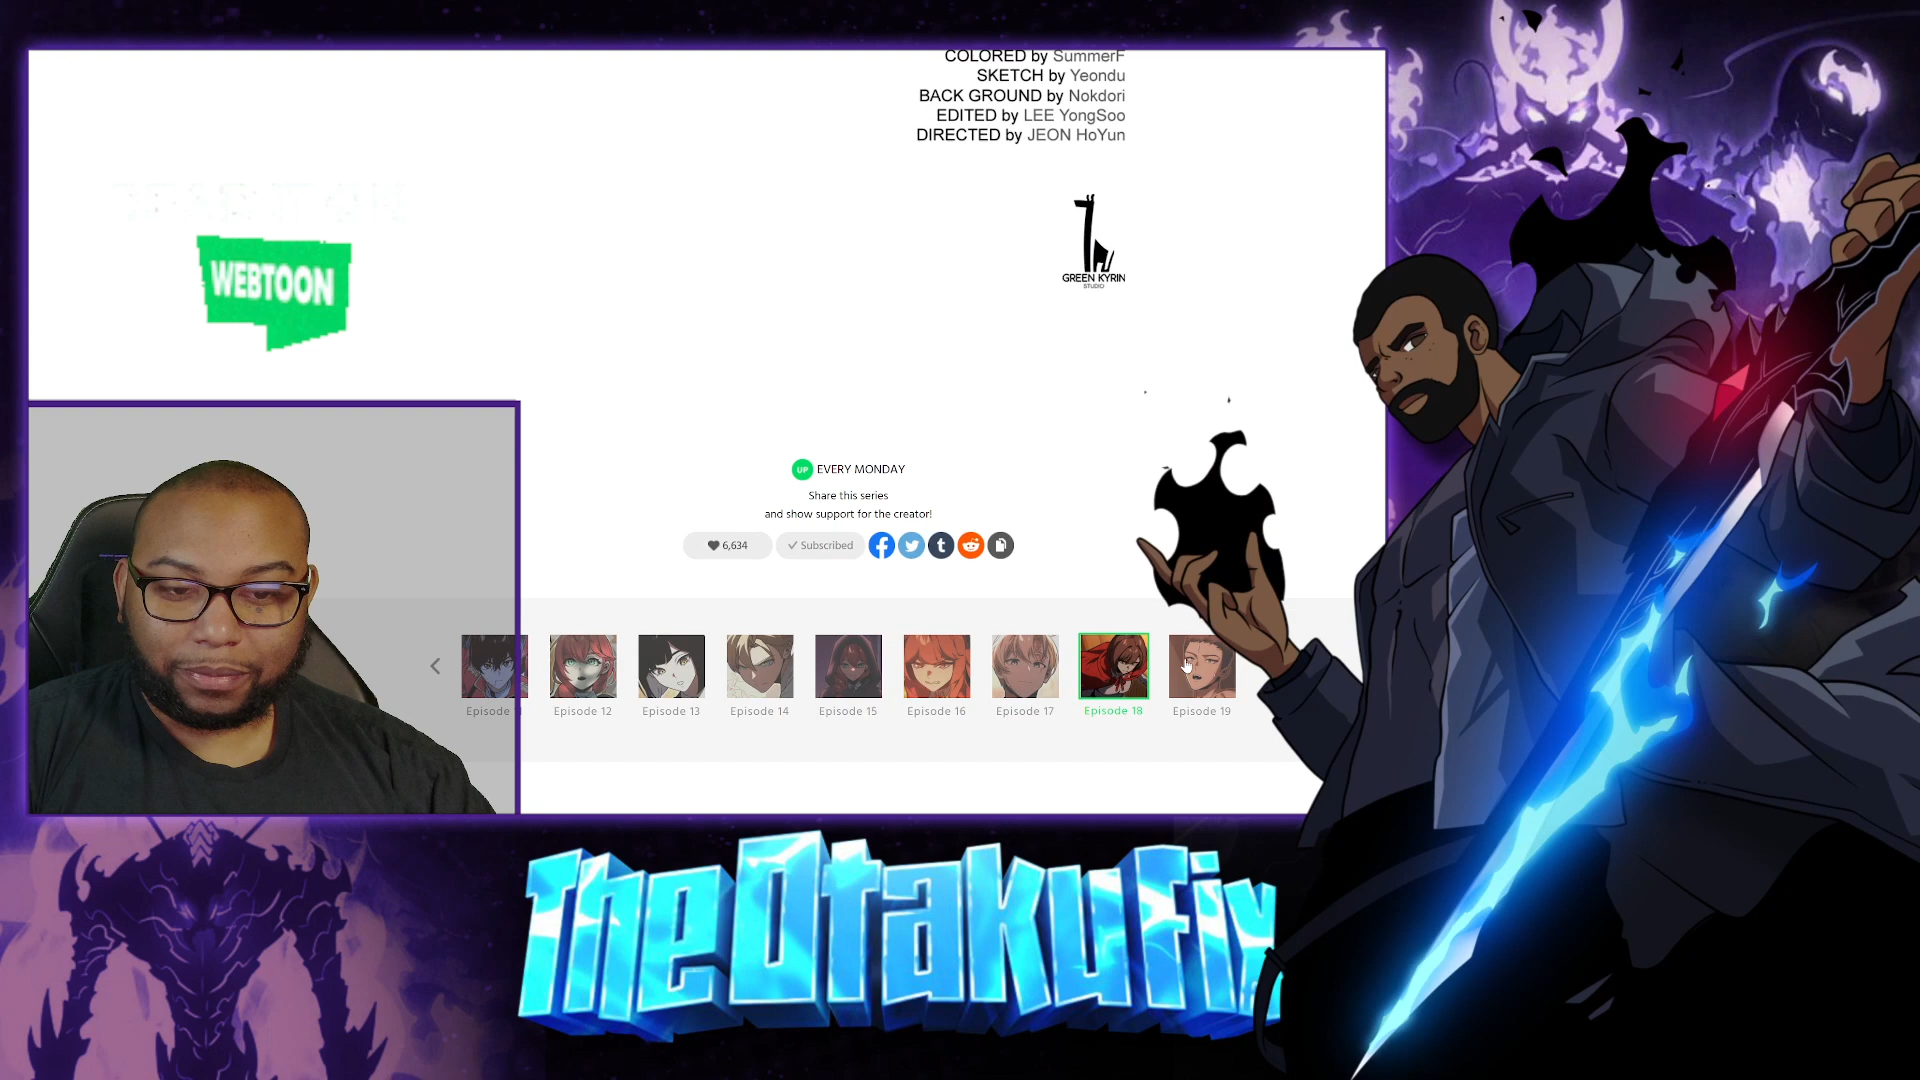 COLORED by SummerF
SKETCH by Yeondu
BACK GROUND by Nokdori
EDITED by LEE YongSoo
DIRECTED by JEON HoYun
WEBTOON
GREEN KYRIN
STUDIO
UP EVERY MONDAY
Share this series
and show support for the creator!
6,634
Subscribed
Episode 12
Episode 13
Episode 14
Episode 15
Episode 16
Episode 17
Episode 18
Episode 19
TheOtakuFix